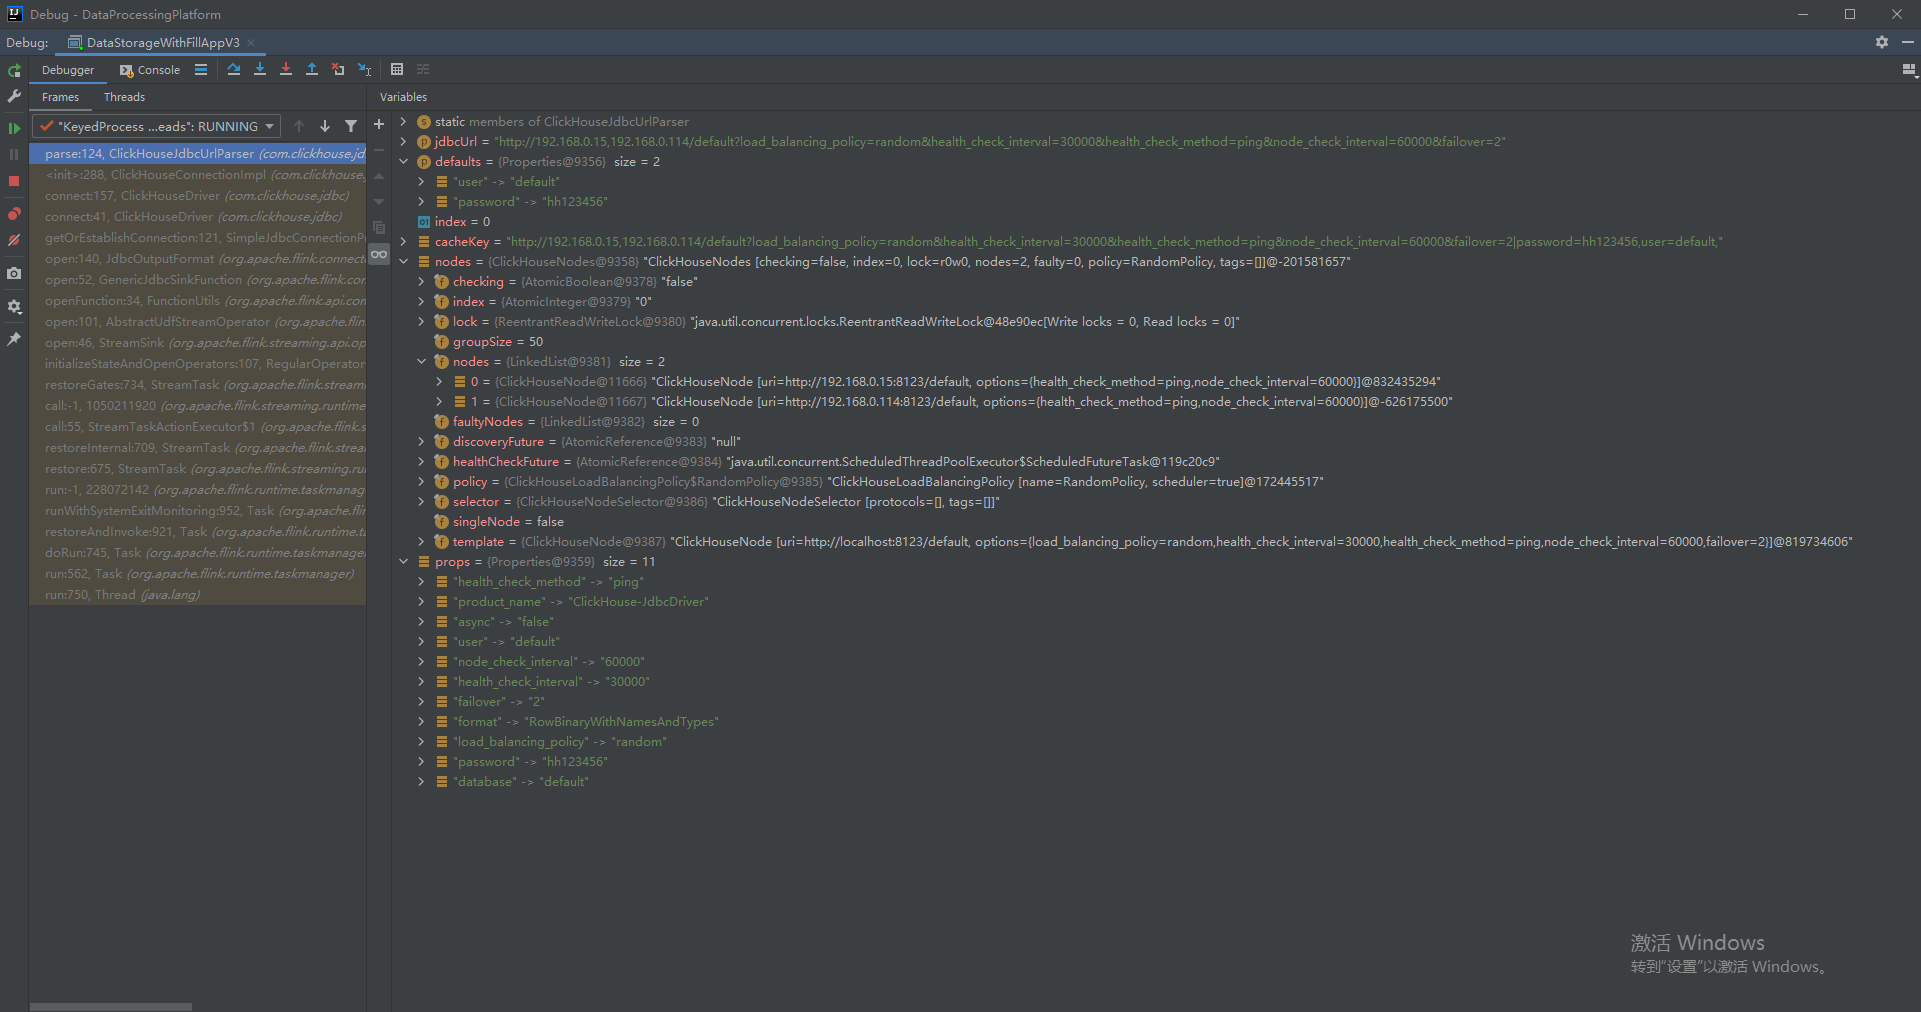 Debug - DataProcessingPlatform
Debug: DataStorageWithFillAppV3
Debugger Console
Frames Threads Variables
"KeyedProcess ...eads": RUNNING
parse:124, ClickHouseJdbcUrlParser (com.clickhouse.jd
<init>:288, ClickHouseConnectionImpl (com.clickhouse.
connect:157, ClickHouseDriver (com.clickhouse.jdbc)
connect:41, ClickHouseDriver (com.clickhouse.jdbc)
getOrEstablishConnection:121, SimpleJdbcConnectionP
open:140, JdbcOutputFormat (org.apache.flink.connect
open:52, GenericJdbcSinkFunction (org.apache.flink.con
openFunction:34, FunctionUtils (org.apache.flink.api.con
open:101, AbstractUdfStreamOperator (org.apache.flin
open:46, StreamSink (org.apache.flink.streaming.api.op
initializeStateAndOpenOperators:107, RegularOperator
restoreGates:734, StreamTask (org.apache.flink.stream
call:-1, 1050211920 (org.apache.flink.streaming.runtime
call:55, StreamTaskActionExecutor$1 (org.apache.flink.s
restoreInternal:709, StreamTask (org.apache.flink.strea
restore:675, StreamTask (org.apache.flink.streaming.ru
run:-1, 228072142 (org.apache.flink.runtime.taskmanag
runWithSystemExitMonitoring:952, Task (org.apache.fli
restoreAndInvoke:921, Task (org.apache.flink.runtime.ta
doRun:745, Task (org.apache.flink.runtime.taskmanage
run:562, Task (org.apache.flink.runtime.taskmanager)
run:750, Thread (java.lang)
static members of ClickHouseJdbcUrlParser
jdbcUrl = "http://192.168.0.15,192.168.0.114/default?load_balancing_policy=random&health_check_interval=30000&health_check_method=ping&node_check_interval=60000&failover=2"
defaults = {Properties@9356} size = 2
"user" -> "default"
"password" -> "hh123456"
index = 0
cacheKey = "http://192.168.0.15,192.168.0.114/default?load_balancing_policy=random&health_check_interval=30000&health_check_method=ping&node_check_interval=60000&failover=2|password=hh123456,user=default,"
nodes = {ClickHouseNodes@9358} "ClickHouseNodes [checking=false, index=0, lock=r0w0, nodes=2, faulty=0, policy=RandomPolicy, tags=[]]@-201581657"
checking = {AtomicBoolean@9378} "false"
index = {AtomicInteger@9379} "0"
lock = {ReentrantReadWriteLock@9380} "java.util.concurrent.locks.ReentrantReadWriteLock@48e90ec[Write locks = 0, Read locks = 0]"
groupSize = 50
nodes = {LinkedList@9381} size = 2
0 = {ClickHouseNode@11666} "ClickHouseNode [uri=http://192.168.0.15:8123/default, options={health_check_method=ping,node_check_interval=60000}]@832435294"
1 = {ClickHouseNode@11667} "ClickHouseNode [uri=http://192.168.0.114:8123/default, options={health_check_method=ping,node_check_interval=60000}]@-626175500"
faultyNodes = {LinkedList@9382} size = 0
discoveryFuture = {AtomicReference@9383} "null"
healthCheckFuture = {AtomicReference@9384} "java.util.concurrent.ScheduledThreadPoolExecutor$ScheduledFutureTask@119c20c9"
policy = {ClickHouseLoadBalancingPolicy$RandomPolicy@9385} "ClickHouseLoadBalancingPolicy [name=RandomPolicy, scheduler=true]@172445517"
selector = {ClickHouseNodeSelector@9386} "ClickHouseNodeSelector [protocols=[], tags=[]]"
singleNode = false
template = {ClickHouseNode@9387} "ClickHouseNode [uri=http://localhost:8123/default, options={load_balancing_policy=random,health_check_interval=30000,health_check_method=ping,node_check_interval=60000,failover=2}]@819734606"
props = {Properties@9359} size = 11
"health_check_method" -> "ping"
"product_name" -> "ClickHouse-JdbcDriver"
"async" -> "false"
"user" -> "default"
"node_check_interval" -> "60000"
"health_check_interval" -> "30000"
"failover" -> "2"
"format" -> "RowBinaryWithNamesAndTypes"
"load_balancing_policy" -> "random"
"password" -> "hh123456"
"database" -> "default"
激活 Windows
转到"设置"以激活 Windows。